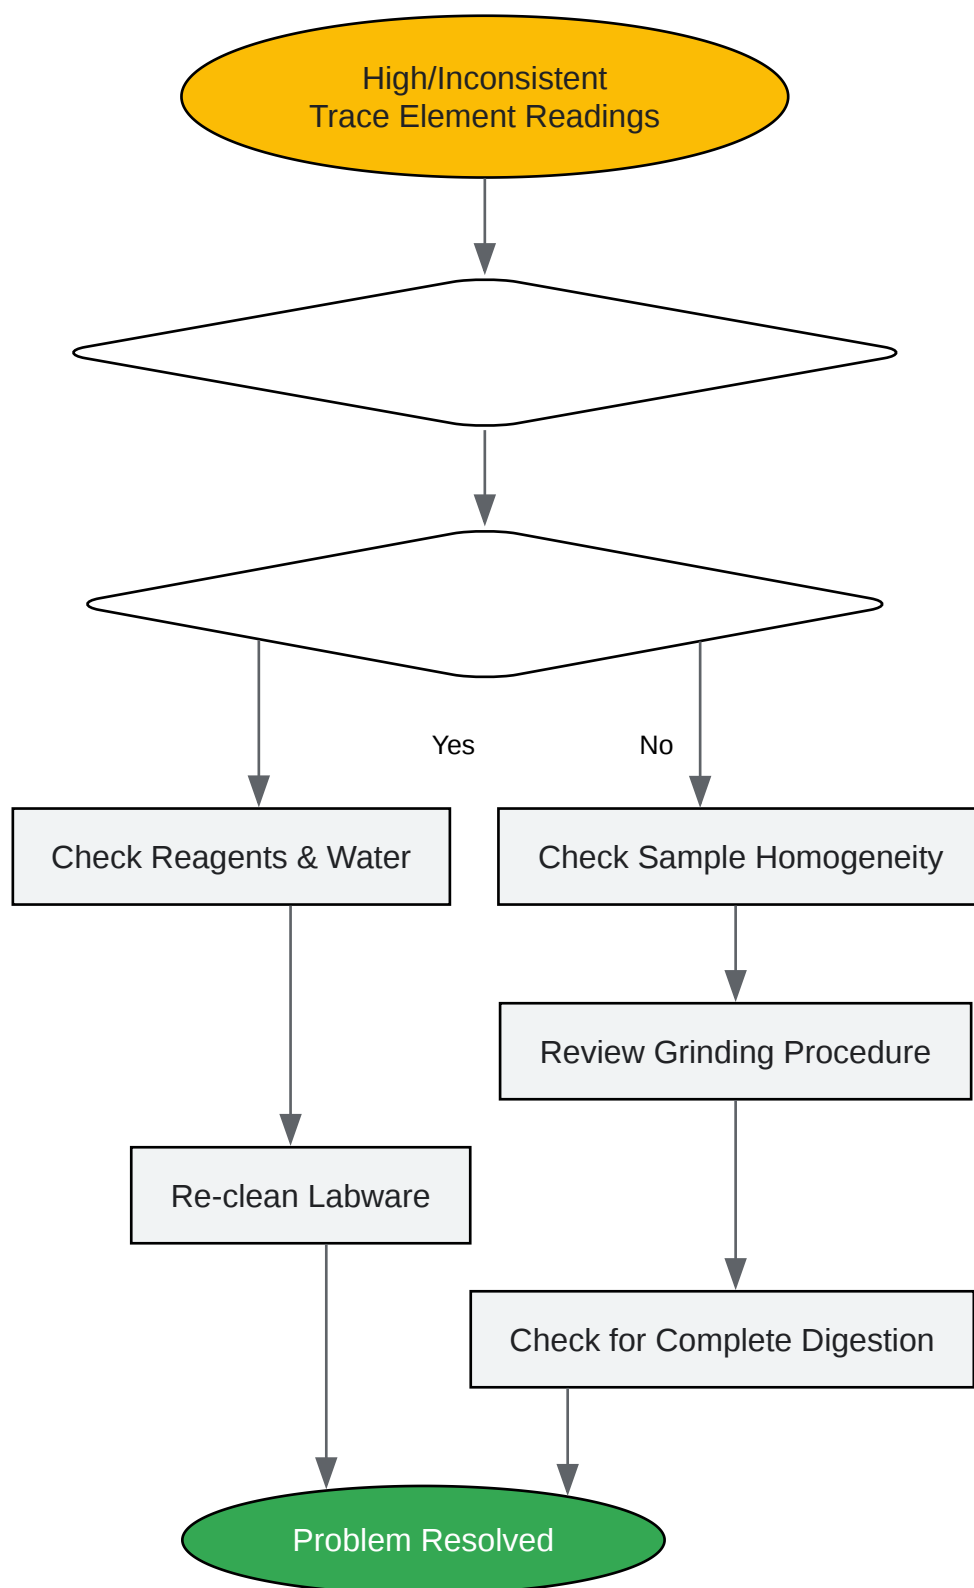 High/Inconsistent
Trace Element Readings
Yes
No
Check Reagents & Water
Check Sample Homogeneity
Review Grinding Procedure
Re-clean Labware
Check for Complete Digestion
Problem Resolved